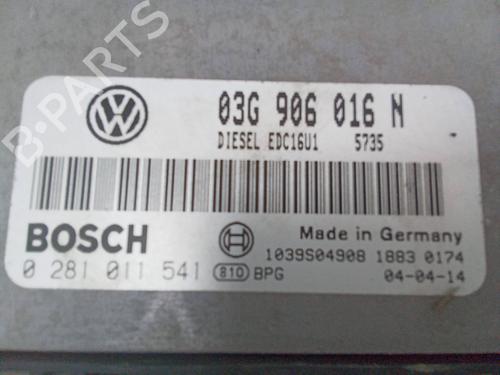 03G 906 016 N
DIESEL EDC16U1 5735
BOSCH
Made in Germany
0 281 011 541 810 BPG
1039S04908 1883 0174
04-04-14
B-PARTS